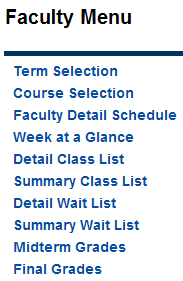 Faculty Menu
Term Selection
Course Selection
Faculty Detail Schedule
Week at a Glance
Detail Class List
Summary Class List
Detail Wait List
Summary Wait List
Midterm Grades
Final Grades